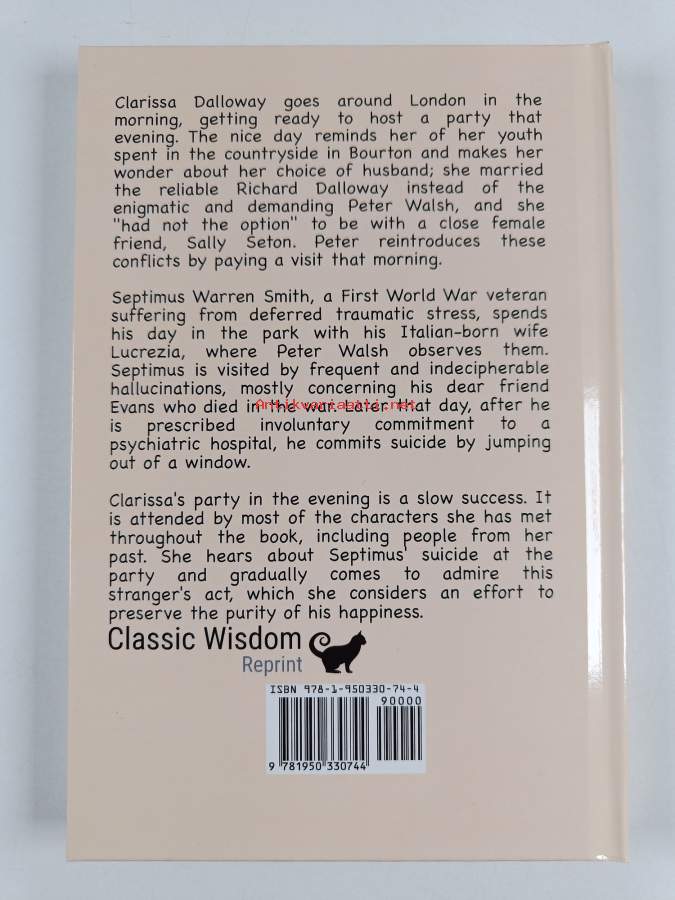 Clarissa Dalloway goes around London in the
morning, getting ready to host a party that
evening. The nice day reminds her of her youth
spent in the countryside in Bourton and makes her
wonder about her choice of husband; she married
the reliable Richard Dalloway instead of the
enigmatic and demanding Peter Walsh, and she
"had not the option" to be with a close female
friend, Sally Seton. Peter reintroduces these
conflicts by paying a visit that morning.
Septimus Warren Smith, a First World War veteran
suffering from deferred traumatic stress, spends
his day in the park with his Italian-born wife
Lucrezia, where Peter Walsh observes them.
Septimus is visited by frequent and indecipherable
hallucinations, mostly concerning his dear friend
Evans who died in the war. Later that day, after he
Antikvariaatti.net
is prescribed involuntary commitment to a
psychiatric hospital, he commits suicide by jumping
out of a window.
Clarissa's party in the evening is a slow success. It
is attended by most of the characters she has met
throughout the book, including people from her
past. She hears about Septimus' suicide at the
party and gradually comes to admire this
stranger's act, which she considers an effort to
preserve the purity of his happiness.
Classic Wisdom
Reprint
ISBN 978-1-950330-74-4
90000
9 781950 330744